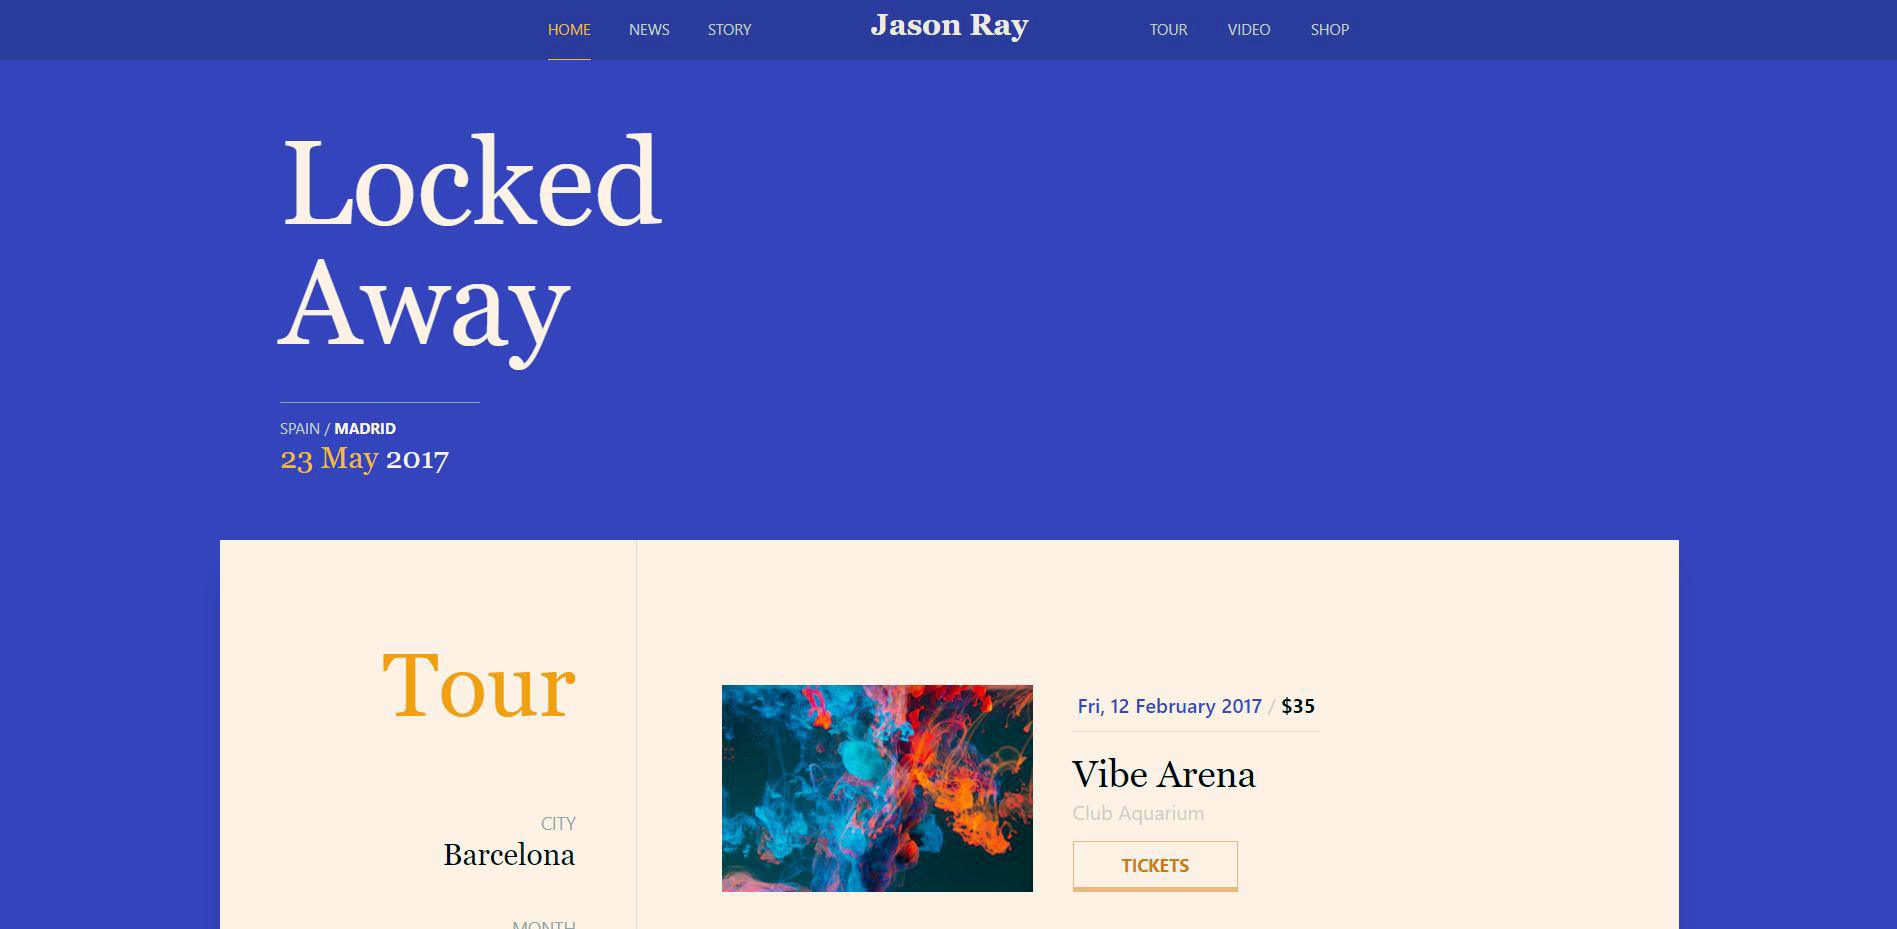 HOME NEWS STORY Jason Ray TOUR VIDEO SHOP
Locked
Away
SPAIN / MADRID
23 May 2017
Tour
CITY
Barcelona
MONTH
Fri, 12 February 2017 / $35
Vibe Arena
Club Aquarium
TICKETS